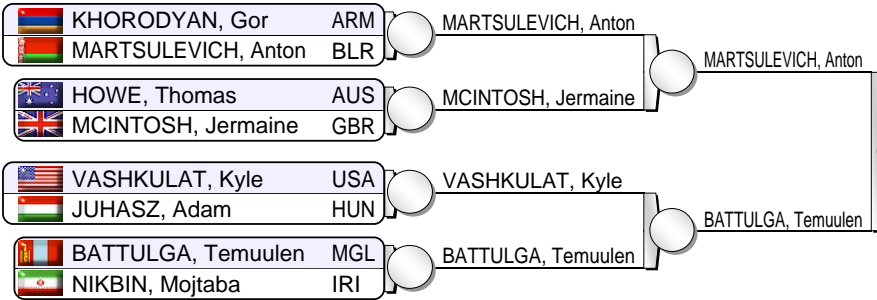 KHORODYAN, Gor ARM
MARTSULEVICH, Anton BLR
MARTSULEVICH, Anton
HOWE, Thomas AUS
MCINTOSH, Jermaine GBR
MCINTOSH, Jermaine
MARTSULEVICH, Anton
VASHKULAT, Kyle USA
JUHASZ, Adam HUN
VASHKULAT, Kyle
BATTULGA, Temuulen MGL
NIKBIN, Mojtaba IRI
BATTULGA, Temuulen
BATTULGA, Temuulen